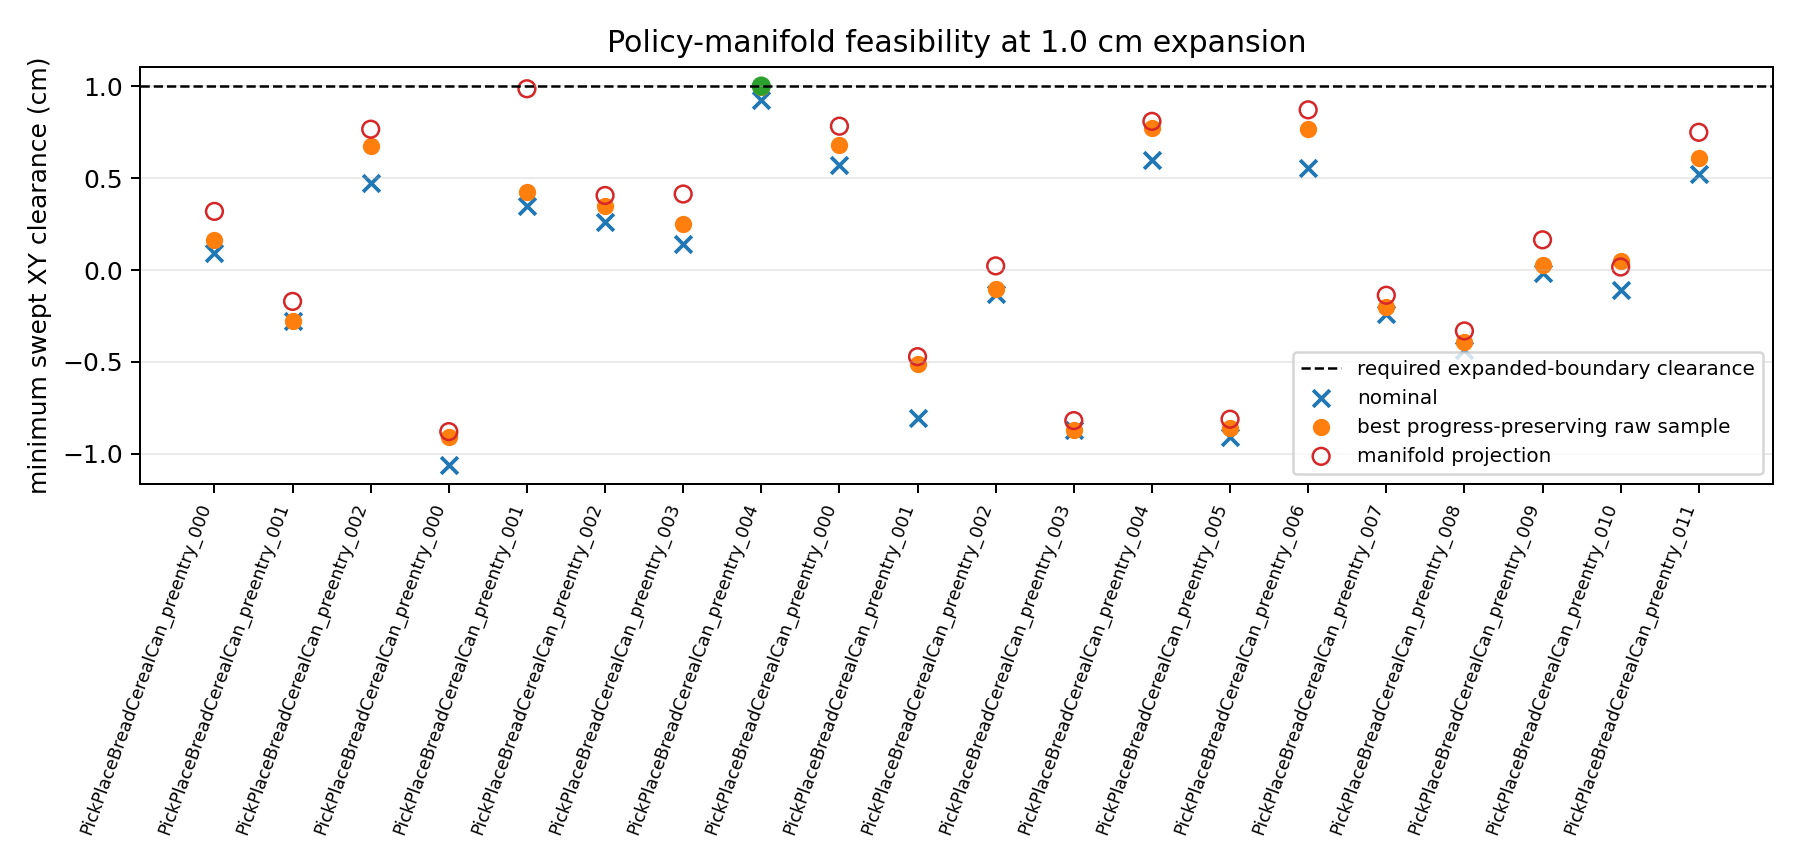 Policy-manifold feasibility at 1.0 cm expansion
minimum swept XY clearance (cm)
1.0
0.5
0.0
−0.5
−1.0
required expanded-boundary clearance
nominal
best progress-preserving raw sample
manifold projection
PickPlaceBreadCerealCan_preentry_000
PickPlaceBreadCerealCan_preentry_001
PickPlaceBreadCerealCan_preentry_002
PickPlaceBreadCerealCan_preentry_000
PickPlaceBreadCerealCan_preentry_001
PickPlaceBreadCerealCan_preentry_002
PickPlaceBreadCerealCan_preentry_003
PickPlaceBreadCerealCan_preentry_004
PickPlaceBreadCerealCan_preentry_000
PickPlaceBreadCerealCan_preentry_001
PickPlaceBreadCerealCan_preentry_002
PickPlaceBreadCerealCan_preentry_003
PickPlaceBreadCerealCan_preentry_004
PickPlaceBreadCerealCan_preentry_005
PickPlaceBreadCerealCan_preentry_006
PickPlaceBreadCerealCan_preentry_007
PickPlaceBreadCerealCan_preentry_008
PickPlaceBreadCerealCan_preentry_009
PickPlaceBreadCerealCan_preentry_010
PickPlaceBreadCerealCan_preentry_011